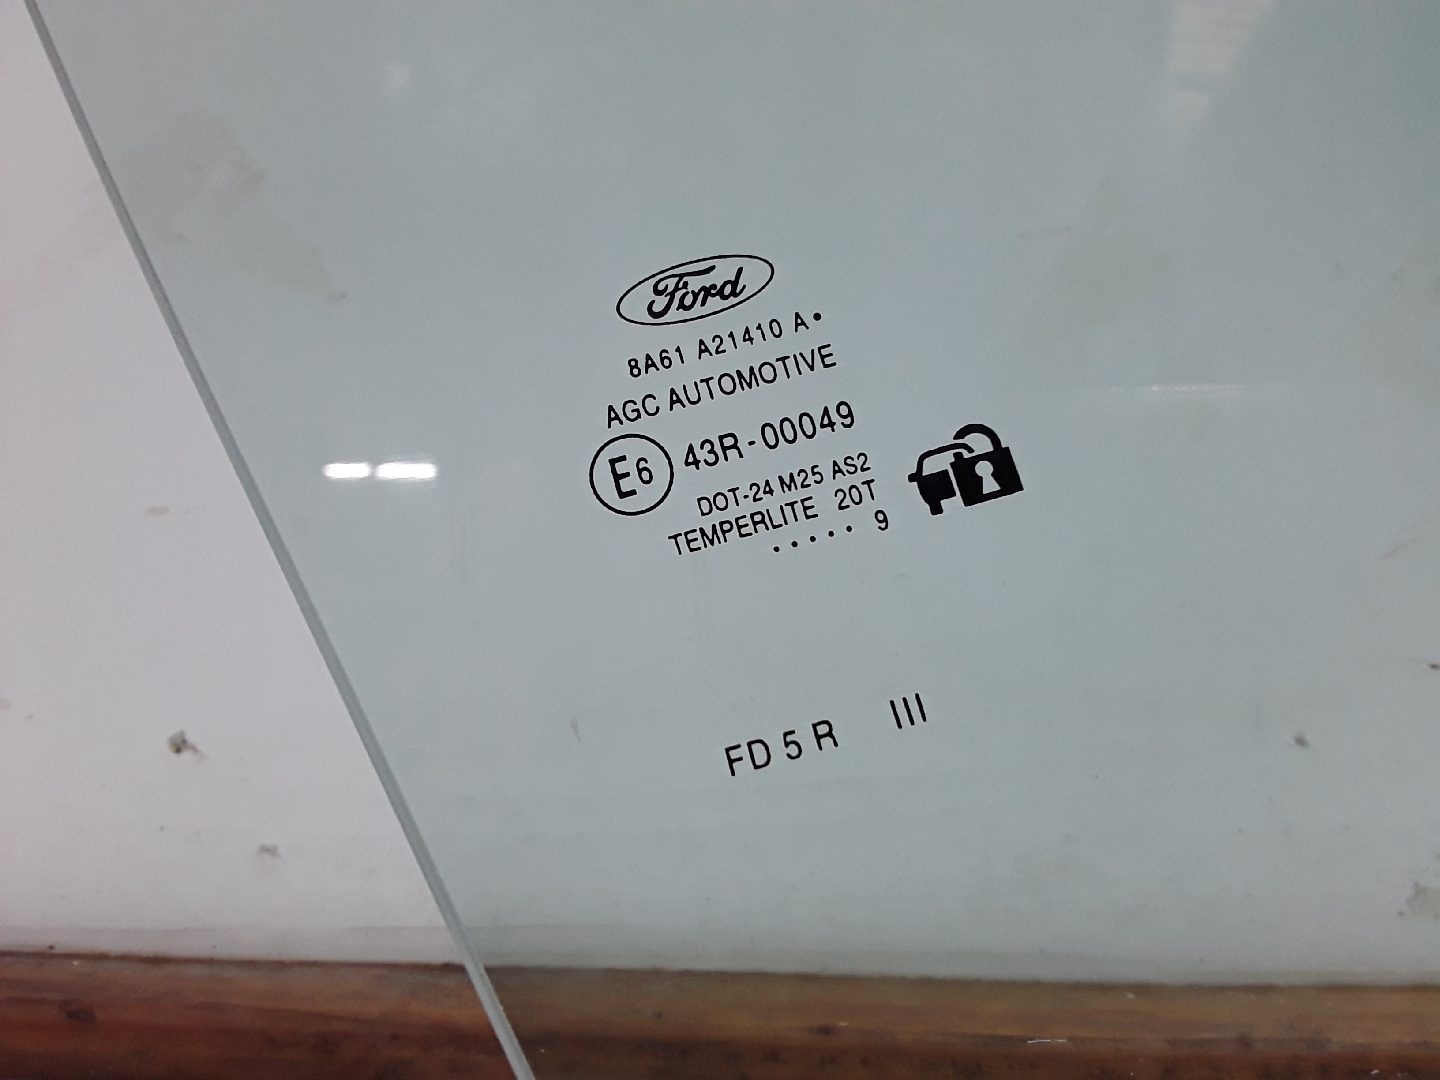 Ford
8A61 A21410 A•
AGC AUTOMOTIVE
E6 43R-00049
DOT-24 M25 AS2
TEMPERLITE 20T
..... 9
FD 5 R III